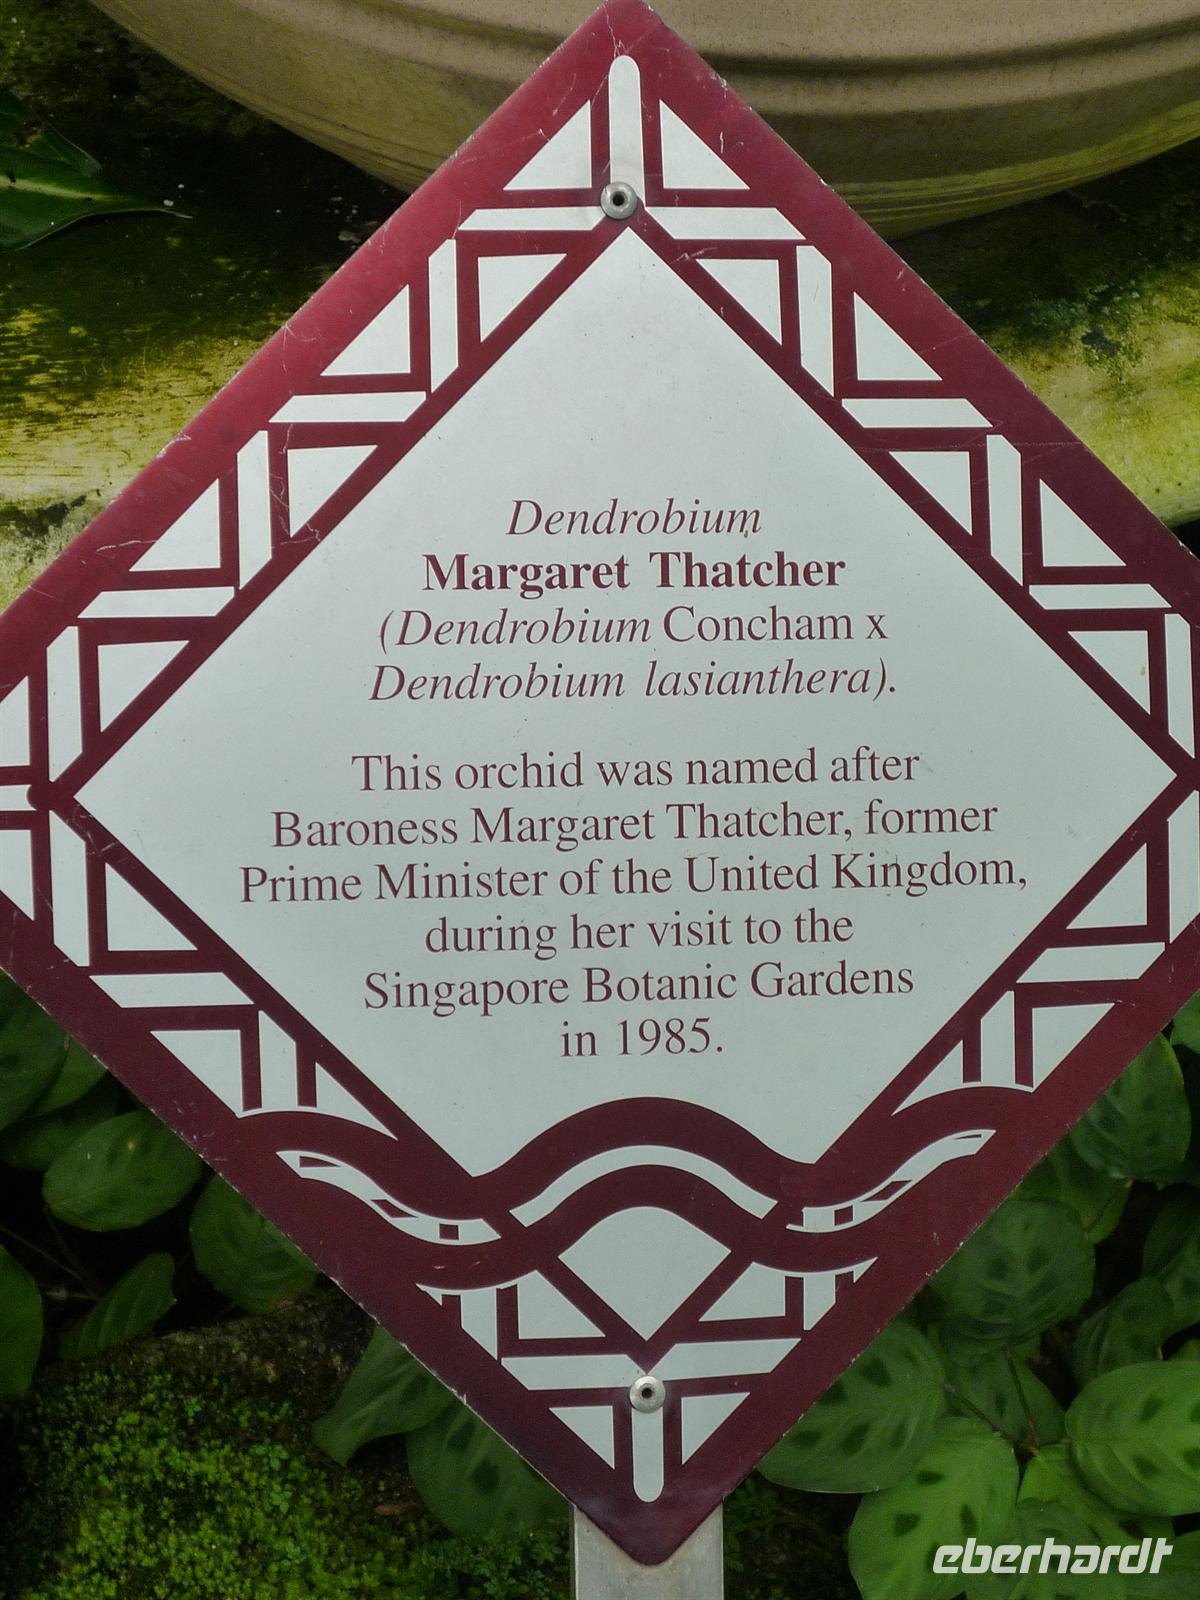 Dendrobium
Margaret Thatcher
(Dendrobium Concham x
Dendrobium lasianthera).
This orchid was named after
Baroness Margaret Thatcher, former
Prime Minister of the United Kingdom,
during her visit to the
Singapore Botanic Gardens
in 1985.
eberhardt